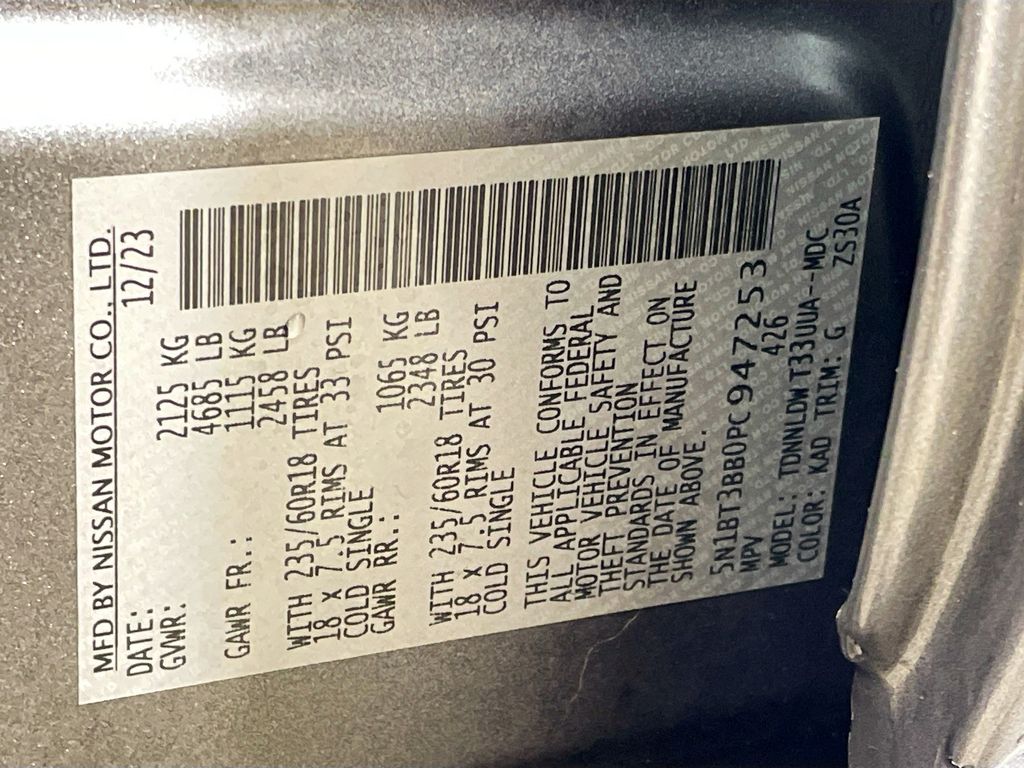 MFD BY NISSAN MOTOR CO., LTD.
DATE: 12/23
GVWR: 2125 KG
4685 LB
GAWR FR.: 1115 KG
2458 LB
WITH 235/60R18 TIRES
18 X 7.5 RIMS AT 33 PSI
COLD SINGLE
GAWR RR.: 1065 KG
2348 LB
WITH 235/60R18 TIRES
18 X 7.5 RIMS AT 30 PSI
COLD SINGLE
THIS VEHICLE CONFORMS TO
ALL APPLICABLE FEDERAL
MOTOR VEHICLE SAFETY AND
THEFT PREVENTION
STANDARDS IN EFFECT ON
THE DATE OF MANUFACTURE
SHOWN ABOVE.
5N1BT3BB0PC947253
MPV 426
MODEL: TDNNLDWT33UUA--MDC
COLOR: KAD TRIM: G ZS30A